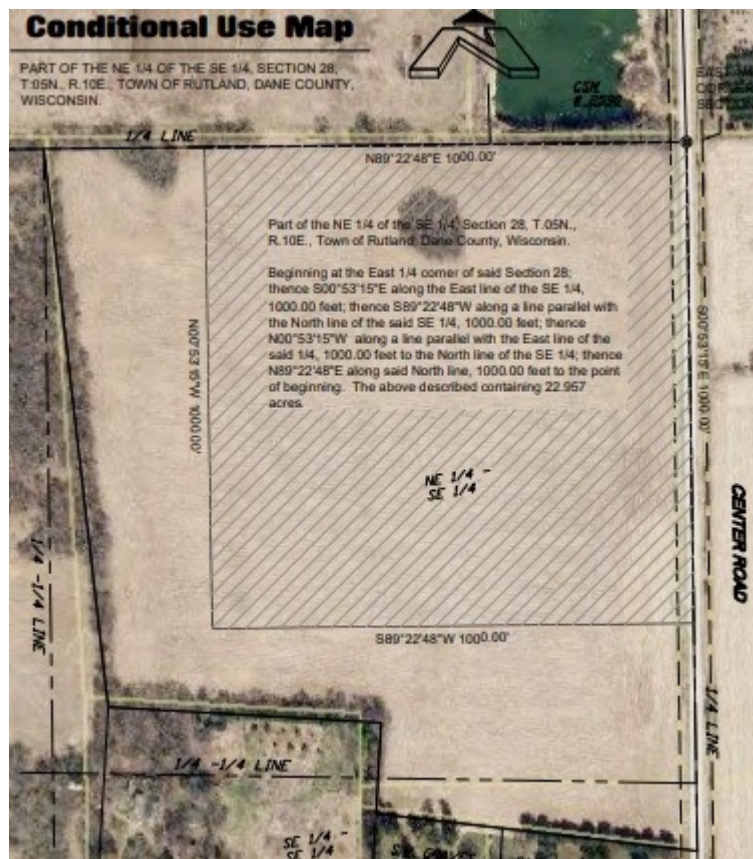 Conditional Use Map
PART OF THE NE 1/4 OF THE SE 1/4, SECTION 28,
T.05N., R.10E., TOWN OF RUTLAND, DANE COUNTY,
WISCONSIN.
CSM
EAST
SECTION
1/4 LINE
N89°22'48"E 1000.00'
Part of the NE 1/4 of the SE 1/4, Section 28, T.05N.,
R.10E., Town of Rutland, Dane County, Wisconsin.
Beginning at the East 1/4 corner of said Section 28;
thence S00°53'15"E along the East line of the SE 1/4,
1000.00 feet; thence S89°22'48"W along a line parallel with
the North line of the said SE 1/4, 1000.00 feet; thence
N00°53'15"W along a line parallel with the East line of the
said 1/4, 1000.00 feet to the North line of the SE 1/4; thence
N89°22'48"E along said North line, 1000.00 feet to the point
of beginning. The above described containing 22.957
acres.
N00°53'15"W 1000.00'
S00°53'15"E 1000.00'
NE 1/4 -
SE 1/4
CENTER ROAD
1/4 -1/4 LINE
S89°22'48"W 1000.00'
1/4 LINE
1/4 -1/4 LINE
SE 1/4 -
SE 1/4